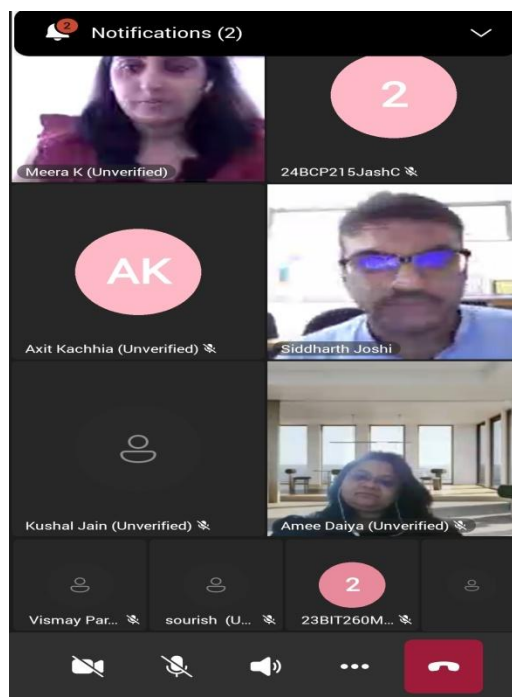 2
Notifications (2)
Meera K (Unverified)
2
24BCP215JashC
AK
Axit Kachhia (Unverified)
Siddharth Joshi
Kushal Jain (Unverified)
Amee Daiya (Unverified)
Vismay Par...
sourish (U...
2
23BIT260M...